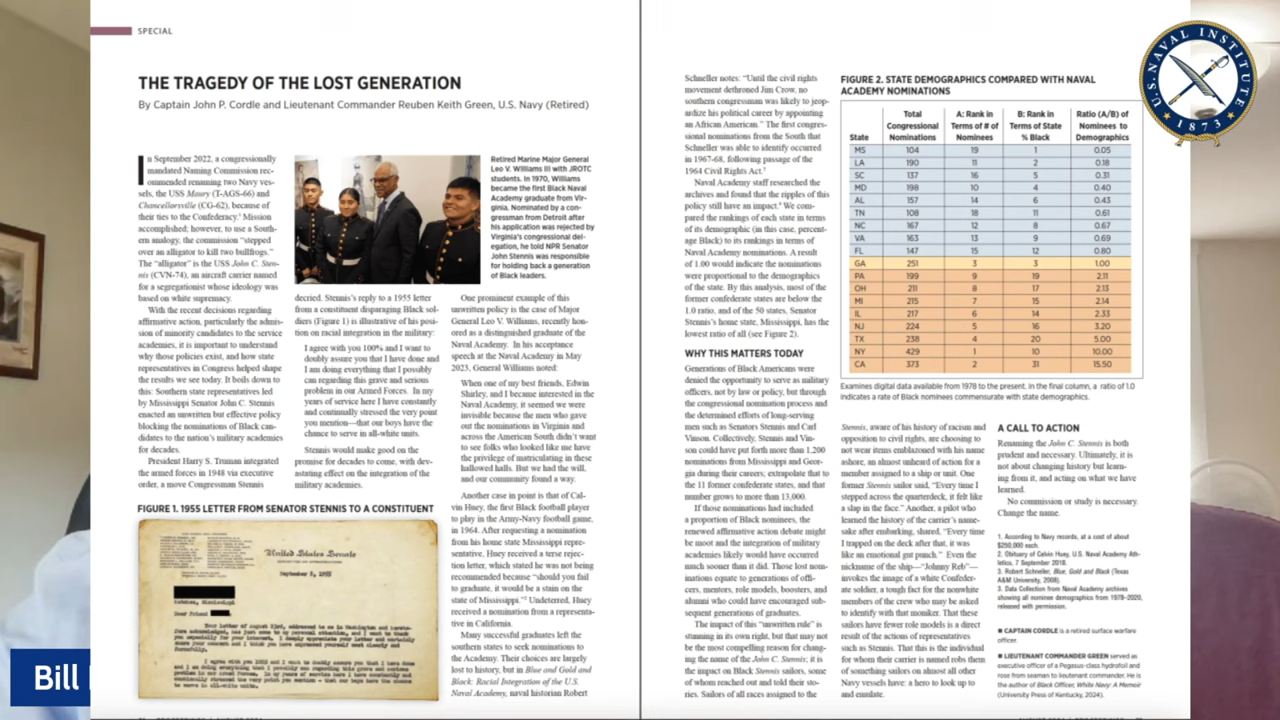 SPECIAL
THE TRAGEDY OF THE LOST GENERATION
By Captain John P. Cordle and Lieutenant Commander Reuben Keith Green, U.S. Navy (Retired)
In September 2022, a congressionally
mandated Naming Commission rec-
ommended renaming two Navy ves-
sels, the USS Maury (T-AGS-66) and
Chancellorsville (CG-62), because of
their ties to the Confederacy.¹ Mission
accomplished; however, to use a South-
ern analogy, the commission "stepped
over an alligator to kill two bullfrogs."
The "alligator" is the USS John C. Sten-
nis (CVN-74), an aircraft carrier named
for a segregationist whose ideology was
based on white supremacy.
With the recent decisions regarding
affirmative action, particularly the admis-
sion of minority candidates to the service
academies, it is important to understand
why those policies exist, and how state
representatives in Congress helped shape
the results we see today. It boils down to
this: Southern state representatives led
by Mississippi Senator John C. Stennis
enacted an unwritten but effective policy
blocking the nominations of Black can-
didates to the nation's military academies
for decades.
President Harry S. Truman integrated
the armed forces in 1948 via executive
order, a move Congressman Stennis
Retired Marine Major General
Leo V. Williams III with JROTC
students. In 1970, Williams
became the first Black Naval
Academy graduate from Vir-
ginia. Nominated by a con-
gressman from Detroit after
his application was rejected by
Virginia's congressional del-
egation, he told NPR Senator
John Stennis was responsible
for holding back a generation
of Black leaders.
decried. Stennis's reply to a 1955 letter
from a constituent disparaging Black sol-
diers (Figure 1) is illustrative of his posi-
tion on racial integration in the military:
I agree with you 100% and I want to
doubly assure you that I have done and
I am doing everything that I possibly
can regarding this grave and serious
problem in our Armed Forces. In my
years of service here I have constantly
and continually stressed the very point
you mention—that our boys have the
chance to serve in all-white units.
Stennis would make good on the
promise for decades to come, with dev-
astating effect on the integration of the
military academies.
One prominent example of this
unwritten policy is the case of Major
General Leo V. Williams, recently hon-
ored as a distinguished graduate of the
Naval Academy. In his acceptance
speech at the Naval Academy in May
2023, General Williams noted:
When one of my best friends, Edwin
Shirley, and I became interested in the
Naval Academy, it seemed we were
invisible because the men who gave
out the nominations in Virginia and
across the American South didn't want
to see folks who looked like me have
the privilege of matriculating in these
hallowed halls. But we had the will,
and our community found a way.
Another case in point is that of Cal-
vin Huey, the first Black football player
to play in the Army-Navy football game,
in 1964. After requesting a nomination
from his home state Mississippi repre-
sentative, Huey received a terse rejec-
tion letter, which stated he was not being
recommended because "should you fail
to graduate, it would be a stain on the
state of Mississippi."² Undeterred, Huey
received a nomination from a representa-
tive in California.
Many successful graduates left the
southern states to seek nominations to
the Academy. Their choices are largely
lost to history, but in Blue and Gold and
Black: Racial Integration of the U.S.
Naval Academy, naval historian Robert
FIGURE 1. 1955 LETTER FROM SENATOR STENNIS TO A CONSTITUENT
United States Senate
September 5, 1955
Mississippi
Dear Friend
Schneller notes: "Until the civil rights
movement dethroned Jim Crow, no
southern congressman was likely to jeop-
ardize his political career by appointing
an African American." The first congres-
sional nominations from the South that
Schneller was able to identify occurred
in 1967-68, following passage of the
1964 Civil Rights Act.³
Naval Academy staff researched the
archives and found that the ripples of this
policy still have an impact.⁴ We com-
pared the rankings of each state in terms
of its demographic (in this case, percent-
age Black) to its rankings in terms of
Naval Academy nominations. A result
of 1.00 would indicate the nominations
were proportional to the demographics
of the state. By this analysis, most of the
former confederate states are below the
1.0 ratio, and of the 50 states, Senator
Stennis's home state, Mississippi, has the
lowest ratio of all (see Figure 2).
WHY THIS MATTERS TODAY
Generations of Black Americans were
denied the opportunity to serve as military
officers, not by law or policy, but through
the congressional nomination process and
the determined efforts of long-serving
men such as Senators Stennis and Carl
Vinson. Collectively, Stennis and Vin-
son could have put forth more than 1,200
nominations from Mississippi and Geor-
gia during their careers; extrapolate that to
the 11 former confederate states, and that
number grows to more than 13,000.
If those nominations had included
a proportion of Black nominees, the
renewed affirmative action debate might
be moot and the integration of military
academies likely would have occurred
much sooner than it did. Those lost nom-
inations equate to generations of offi-
cers, mentors, role models, boosters, and
alumni who could have encouraged sub-
sequent generations of graduates.
The impact of this "unwritten rule" is
stunning in its own right, but that may not
be the most compelling reason for chang-
ing the name of the John C. Stennis; it is
the impact on Black Stennis sailors, some
of whom reached out and told their sto-
ries. Sailors of all races assigned to the
FIGURE 2. STATE DEMOGRAPHICS COMPARED WITH NAVAL
ACADEMY NOMINATIONS
State Total Congressional Nominations A: Rank in Terms of # of Nominees B: Rank in Terms of State % Black Ratio (A/B) of Nominees to Demographics
MS 104 19 1 0.05
LA 190 11 2 0.18
SC 137 16 5 0.31
MD 198 10 4 0.40
AL 157 14 6 0.43
TN 108 18 11 0.61
NC 167 12 8 0.67
VA 163 13 9 0.69
FL 147 15 12 0.80
GA 251 3 3 1.00
PA 199 9 19 2.11
OH 211 8 17 2.13
MI 215 7 15 2.14
IL 217 6 14 2.33
NJ 224 5 16 3.20
TX 238 4 20 5.00
NY 429 1 10 10.00
CA 373 2 31 15.50
Examines digital data available from 1978 to the present. In the final column, a ratio of 1.0
indicates a rate of Black nominees commensurate with state demographics.
Stennis, aware of his history of racism and
opposition to civil rights, are choosing to
not wear items emblazoned with his name
ashore, an almost unheard of action for a
member assigned to a ship or unit. One
former Stennis sailor said, "Every time I
stepped across the quarterdeck, it felt like
a slap in the face." Another, a pilot who
learned the history of the carrier's name-
sake after embarking, shared, "Every time
I trapped on the deck after that, it was
like an emotional gut punch." Even the
nickname of the ship—"Johnny Reb"—
invokes the image of a white Confeder-
ate soldier, a tough fact for the nonwhite
members of the crew who may be asked
to identify with that moniker. That these
sailors have fewer role models is a direct
result of the actions of representatives
such as Stennis. That this is the individual
for whom their carrier is named robs them
of something sailors on almost all other
Navy vessels have: a hero to look up to
and emulate.
A CALL TO ACTION
Renaming the John C. Stennis is both
prudent and necessary. Ultimately, it is
not about changing history but learn-
ing from it, and acting on what we have
learned.
No commission or study is necessary.
Change the name.
1. According to Navy records, at a cost of about
$250,000 each.
2. Obituary of Calvin Huey, U.S. Naval Academy Ath-
letics, 7 September 2018.
3. Robert Schneller, Blue, Gold and Black (Texas
A&M University, 2008).
3. Data Collection from Naval Academy archives
showing all nominee demographics from 1978–2020,
released with permission.
■ CAPTAIN CORDLE is a retired surface warfare
officer.
■ LIEUTENANT COMMANDER GREEN served as
executive officer of a Pegasus-class hydrofoil and
rose from seaman to lieutenant commander. He is
the author of Black Officer, White Navy: A Memoir
(University Press of Kentucky, 2024).
U.S. NAVAL INSTITUTE
1873
Bill